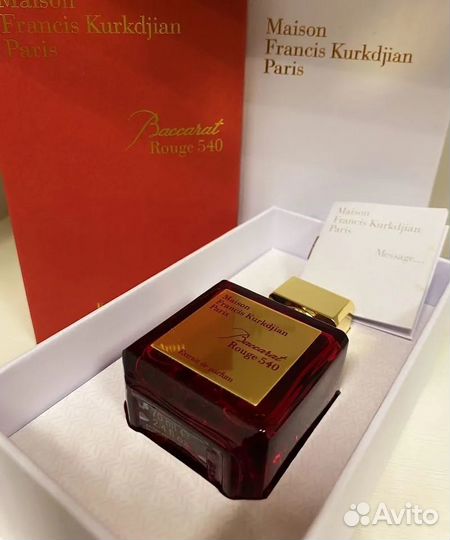 Maison
Francis Kurkdjian
Paris
Baccarat
Rouge 540
Maison
Francis Kurkdjian
Paris
Maison
Francis Kurkdjian
Paris
Message...
Maison
Francis Kurkdjian
Paris
Baccarat
Rouge 540
Extrait de parfum
Avito